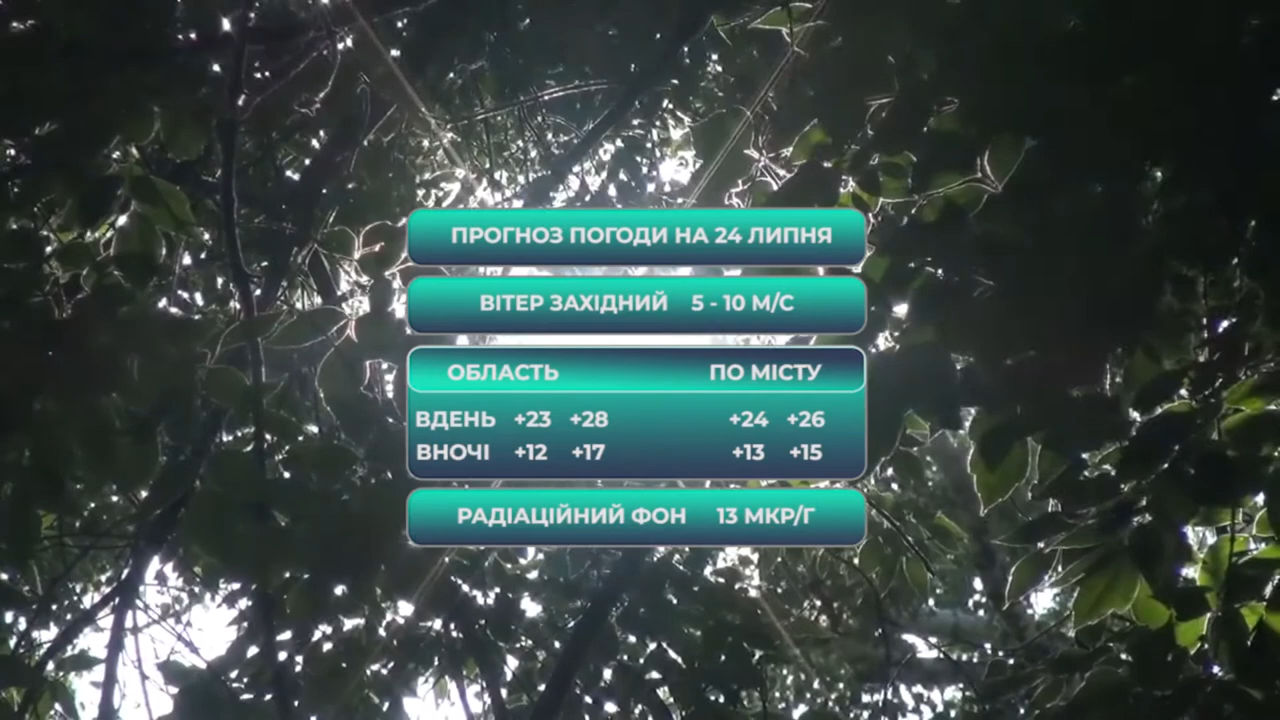 ПРОГНОЗ ПОГОДИ НА 24 ЛИПНЯ
ВІТЕР ЗАХІДНИЙ 5 - 10 М/С
ОБЛАСТЬ ПО МІСТУ
ВДЕНЬ +23 +28 +24 +26
ВНОЧІ +12 +17 +13 +15
РАДІАЦІЙНИЙ ФОН 13 МКР/Г